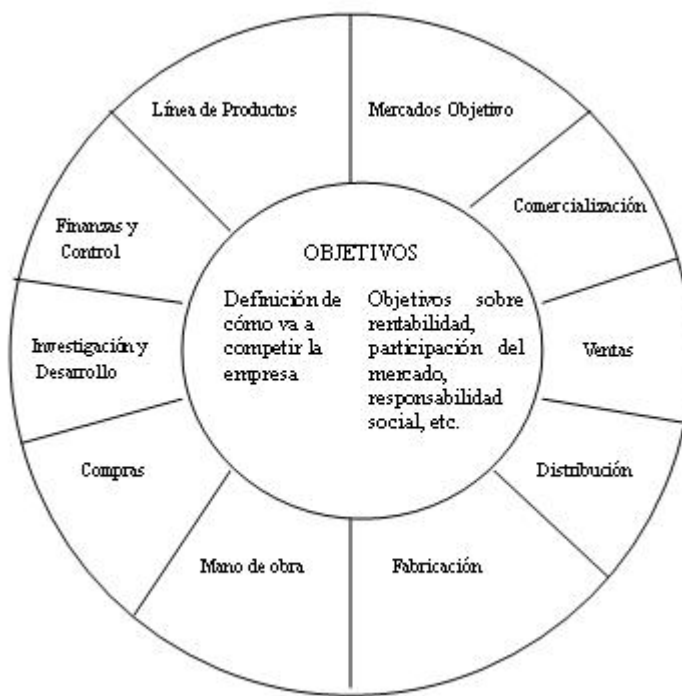 Línea de Productos
Mercados Objetivo
Comercialización
Ventas
Distribución
Fabricación
Mano de obra
Compras
Investigación y
Desarrollo
Finanzas y
Control
OBJETIVOS
Definición de
cómo va a
competir la
empresa
Objetivos sobre
rentabilidad,
participación del
mercado,
responsabilidad
social, etc.